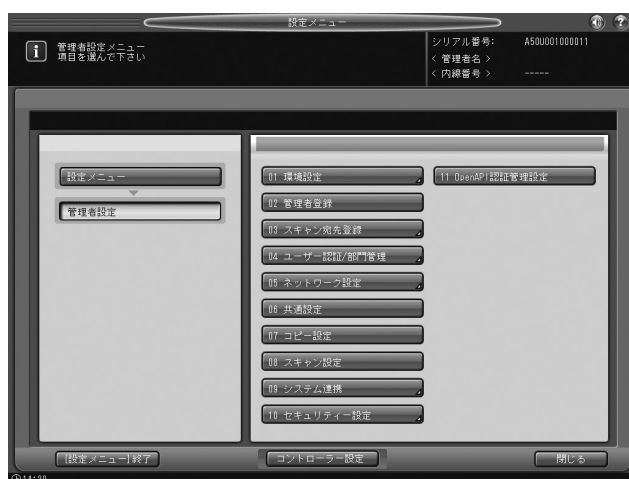 設定メニュー
管理者設定メニュー
項目を選んで下さい
シリアル番号: A50U001000011
< 管理者名 >
< 内線番号 > -----
設定メニュー
管理者設定
01 環境設定
02 管理者登録
03 スキャン宛先登録
04 ユーザー認証/部門管理
05 ネットワーク設定
06 共通設定
07 コピー設定
08 スキャン設定
09 システム連携
10 セキュリティー設定
11 OpenAPI認証管理設定
[設定メニュー]終了
コントローラー設定
閉じる
14:20